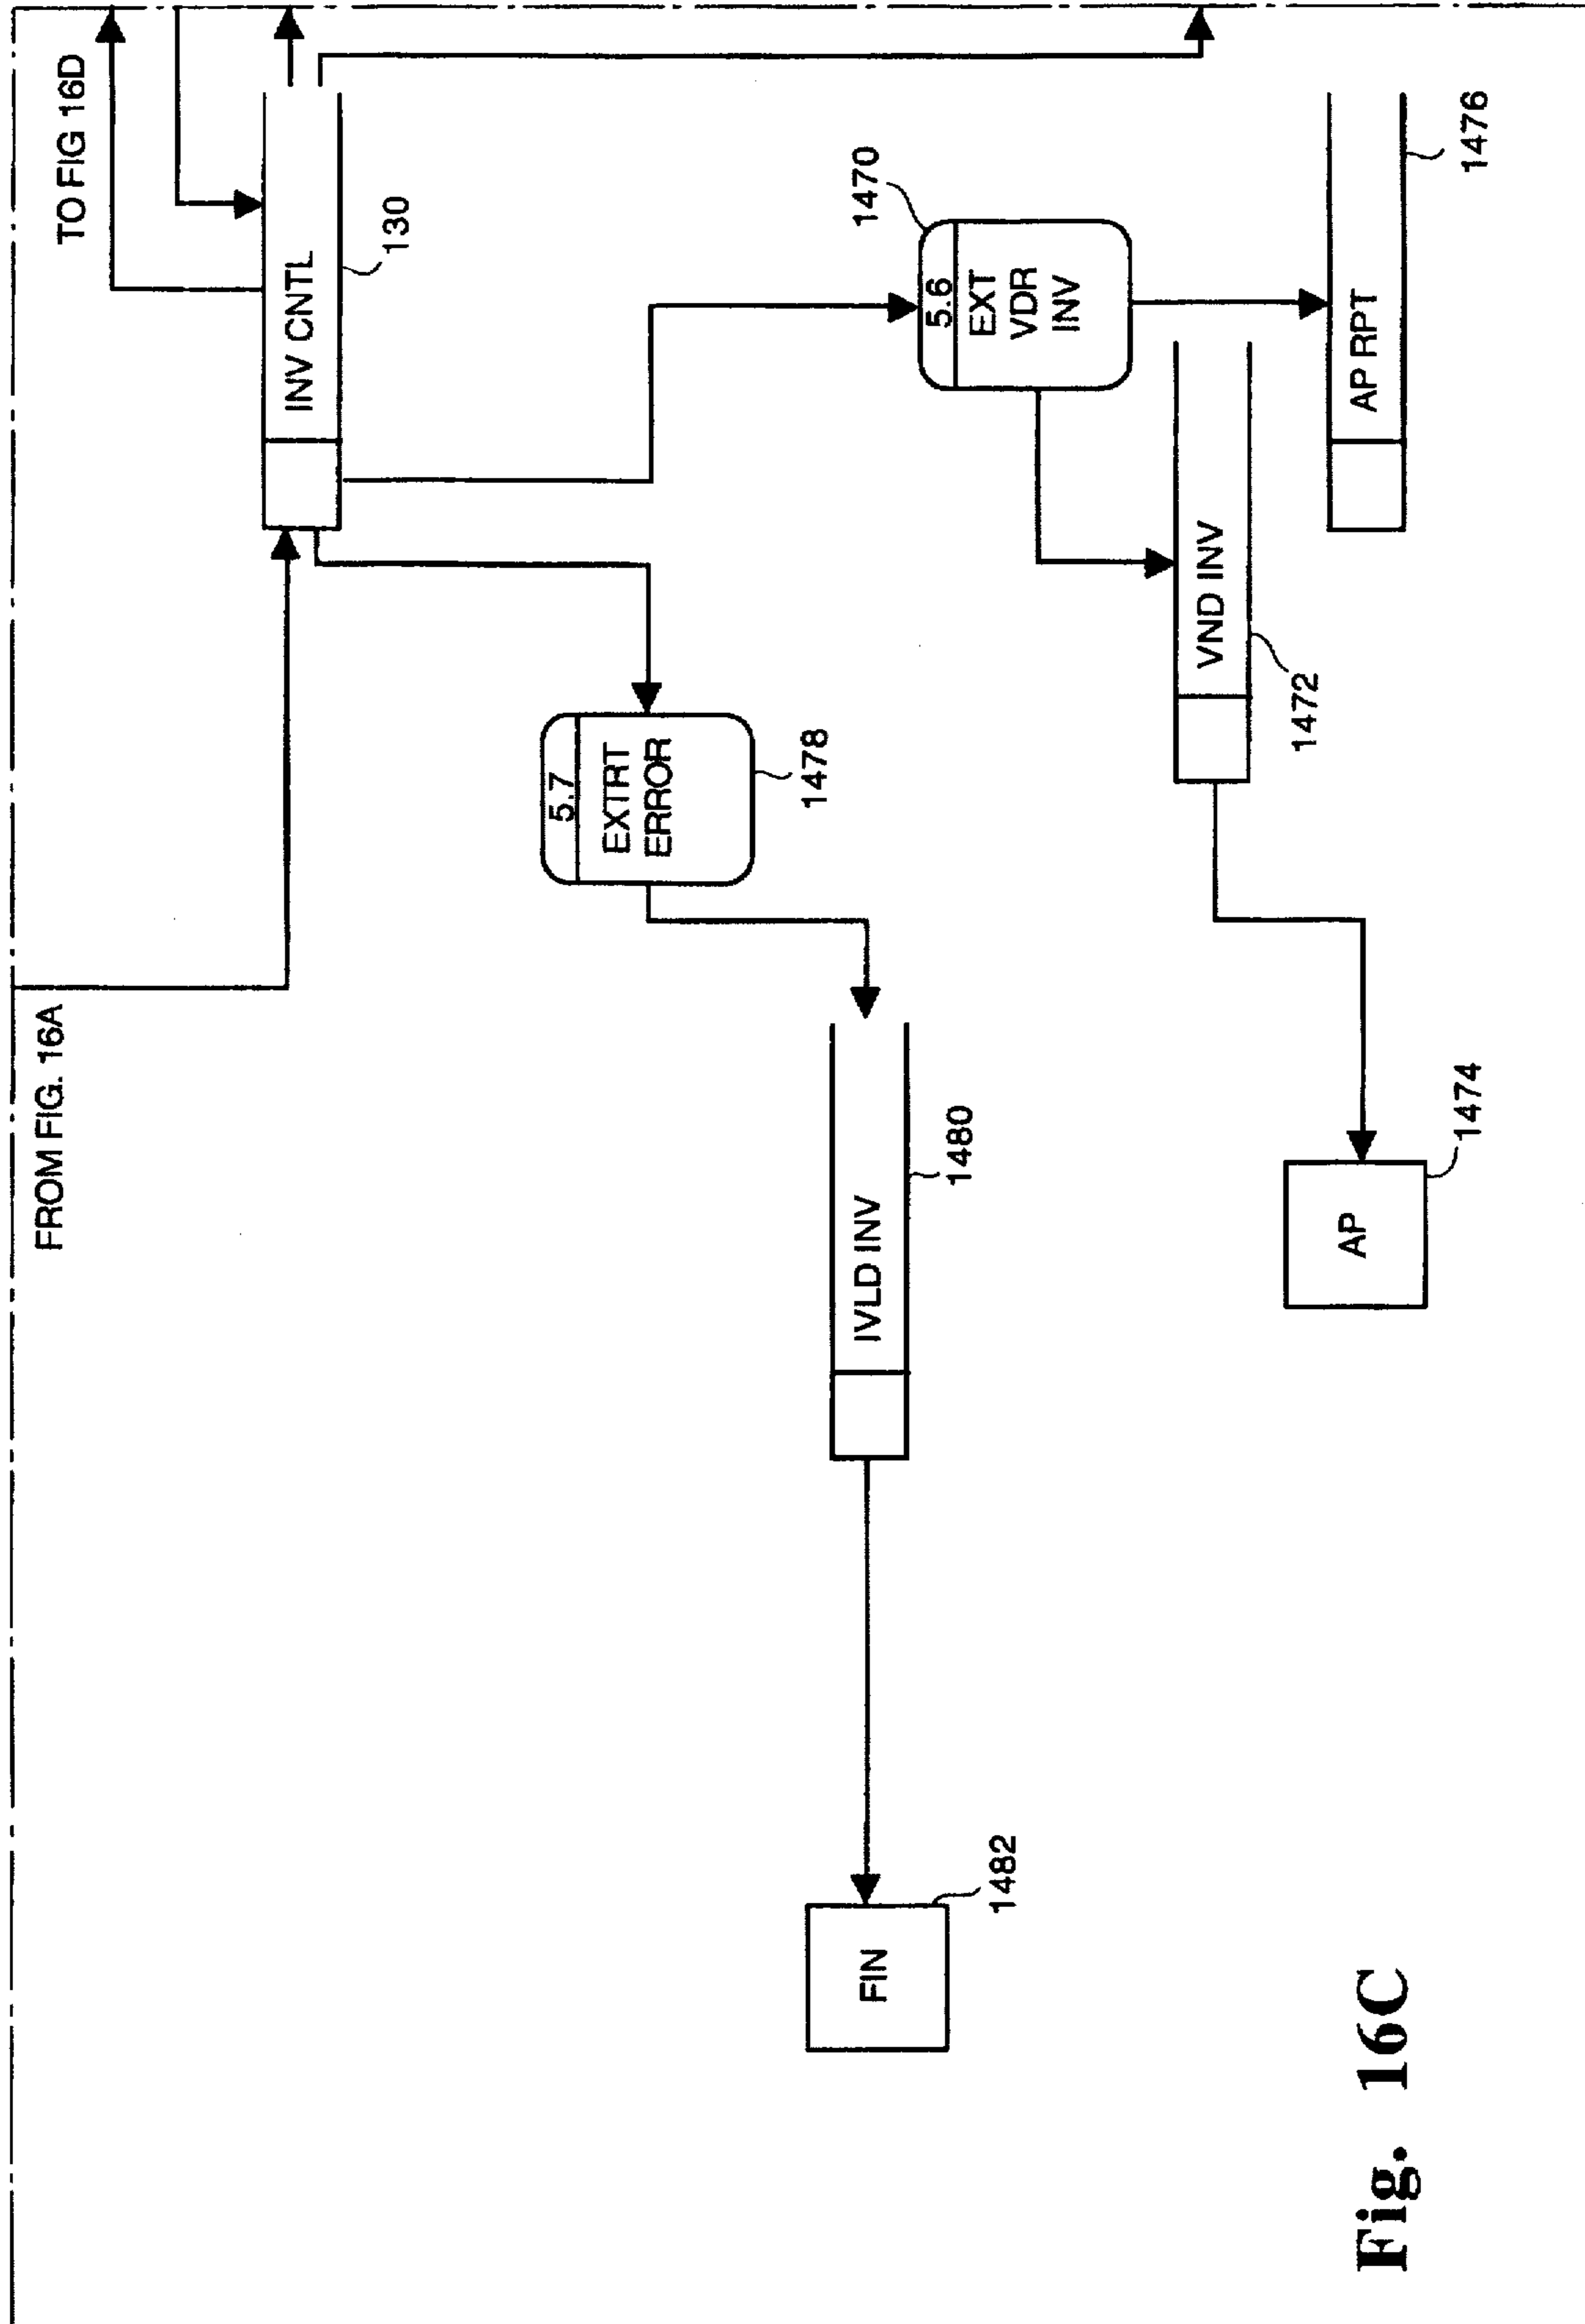 FROM FIG. 16A
TO FIG 16D
INV CNTL
130
5.7
EXTRT
ERROR
1478
5.6
EXT
VDR
INV
1470
IVLD INV
1480
FIN
1482
VND INV
1472
AP RPT
1476
AP
1474
Fig. 16C